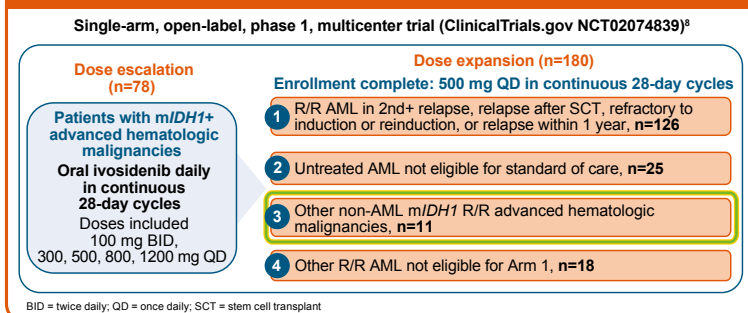 Single-arm, open-label, phase 1, multicenter trial (ClinicalTrials.gov NCT02074839)⁸
Dose escalation
(n=78)
Patients with mIDH1+
advanced hematologic
malignancies
Oral ivosidenib daily
in continuous
28-day cycles
Doses included
100 mg BID,
300, 500, 800, 1200 mg QD
Dose expansion (n=180)
Enrollment complete: 500 mg QD in continuous 28-day cycles
1 R/R AML in 2nd+ relapse, relapse after SCT, refractory to
induction or reinduction, or relapse within 1 year, n=126
2 Untreated AML not eligible for standard of care, n=25
3 Other non-AML mIDH1 R/R advanced hematologic
malignancies, n=11
4 Other R/R AML not eligible for Arm 1, n=18
BID = twice daily; QD = once daily; SCT = stem cell transplant